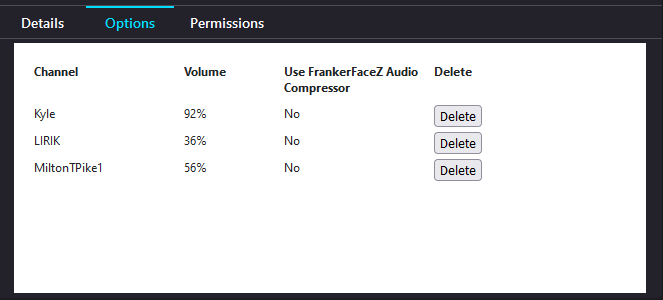 Details Options Permissions
Channel Volume Use FrankerFaceZ Audio Delete
Compressor
Kyle 92% No Delete
LIRIK 36% No Delete
MiltonTPike1 56% No Delete